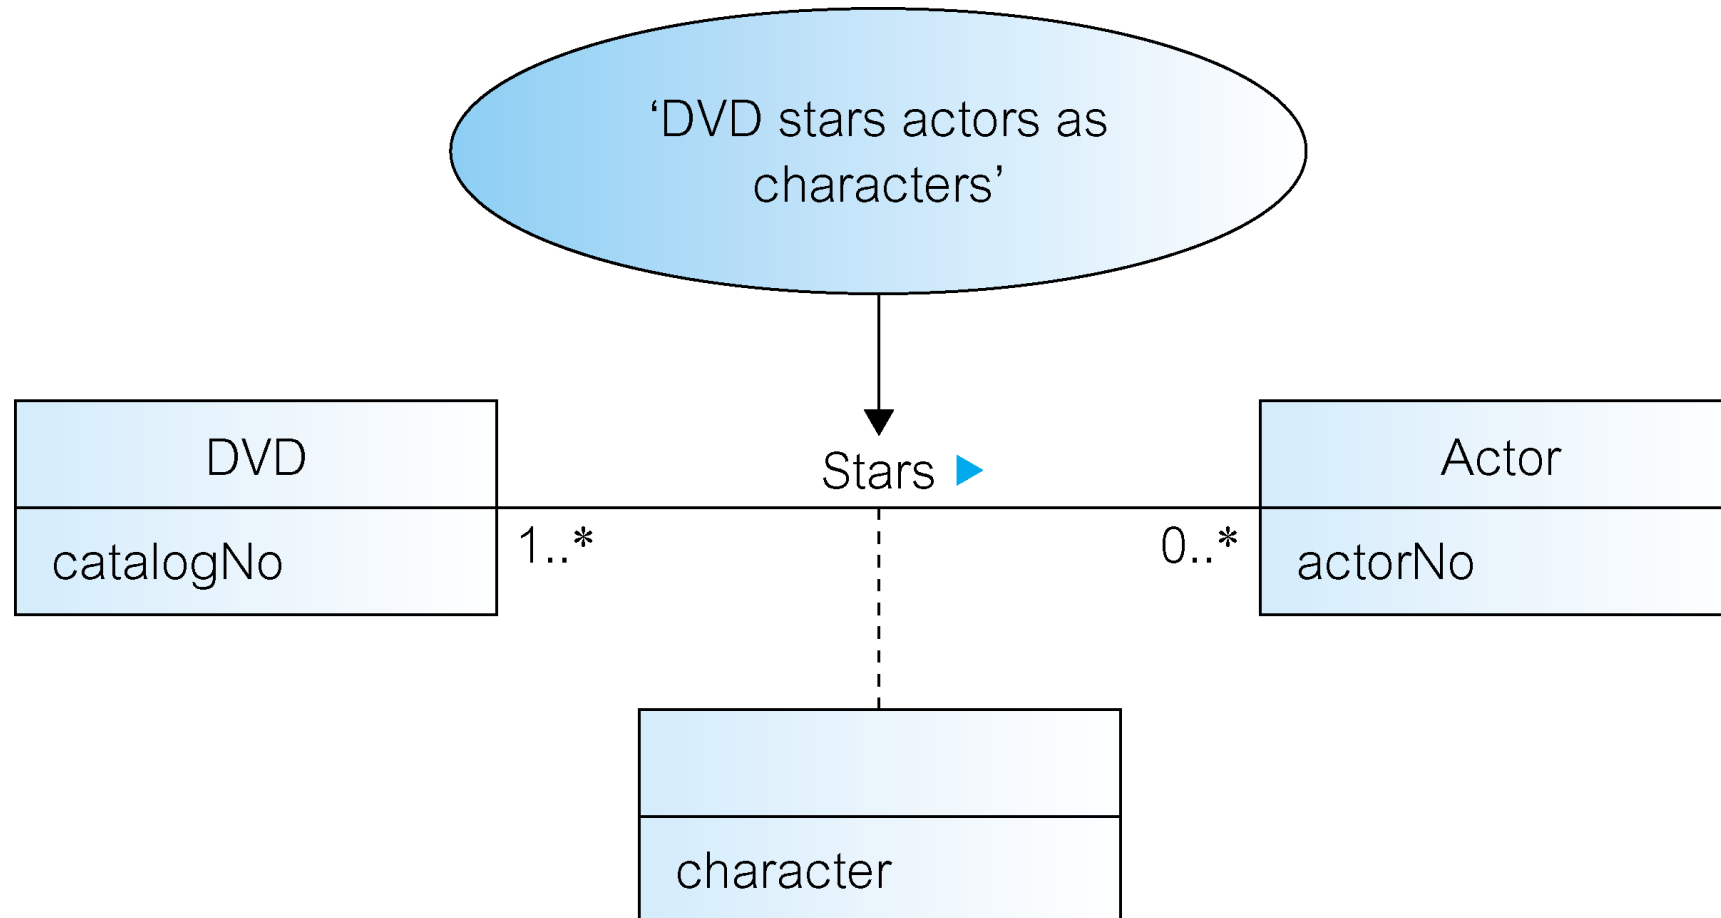 ‘DVD stars actors as
characters’
DVD
Stars
Actor
catalogNo
1..*
0..*
actorNo
character